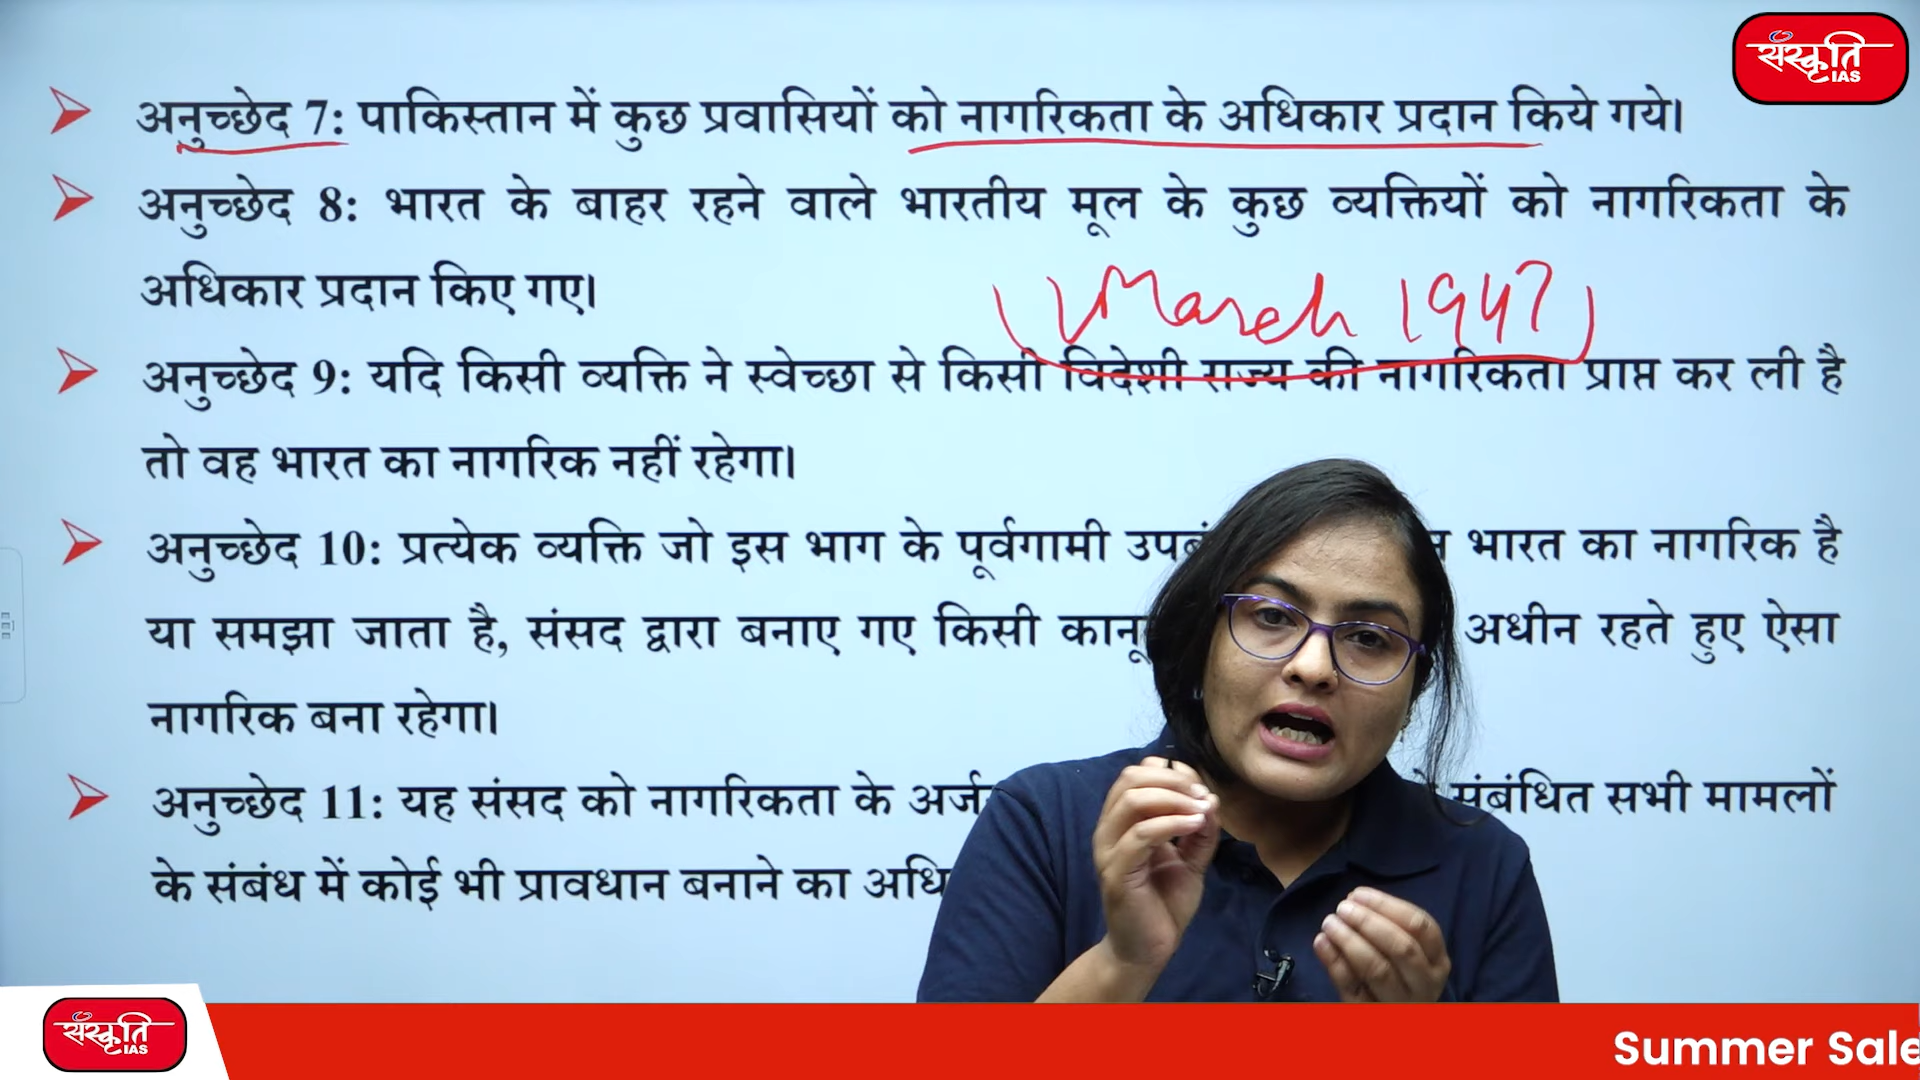 संस्कृति
IAS
अनुच्छेद 7: पाकिस्तान में कुछ प्रवासियों को नागरिकता के अधिकार प्रदान किये गये।
अनुच्छेद 8: भारत के बाहर रहने वाले भारतीय मूल के कुछ व्यक्तियों को नागरिकता के
अधिकार प्रदान किए गए।
(March 1947)
अनुच्छेद 9: यदि किसी व्यक्ति ने स्वेच्छा से किसी विदेशी राज्य की नागरिकता प्राप्त कर ली है
तो वह भारत का नागरिक नहीं रहेगा।
अनुच्छेद 10: प्रत्येक व्यक्ति जो इस भाग के पूर्वगामी भारत का नागरिक है
या समझा जाता है, संसद द्वारा बनाए गए किसी अधीन रहते हुए ऐसा
नागरिक बना रहेगा।
अनुच्छेद 11: यह संसद को नागरिकता के संबंधित सभी मामलों
के संबंध में कोई भी प्रावधान बनाने का
संस्कृति
IAS
Summer Sale